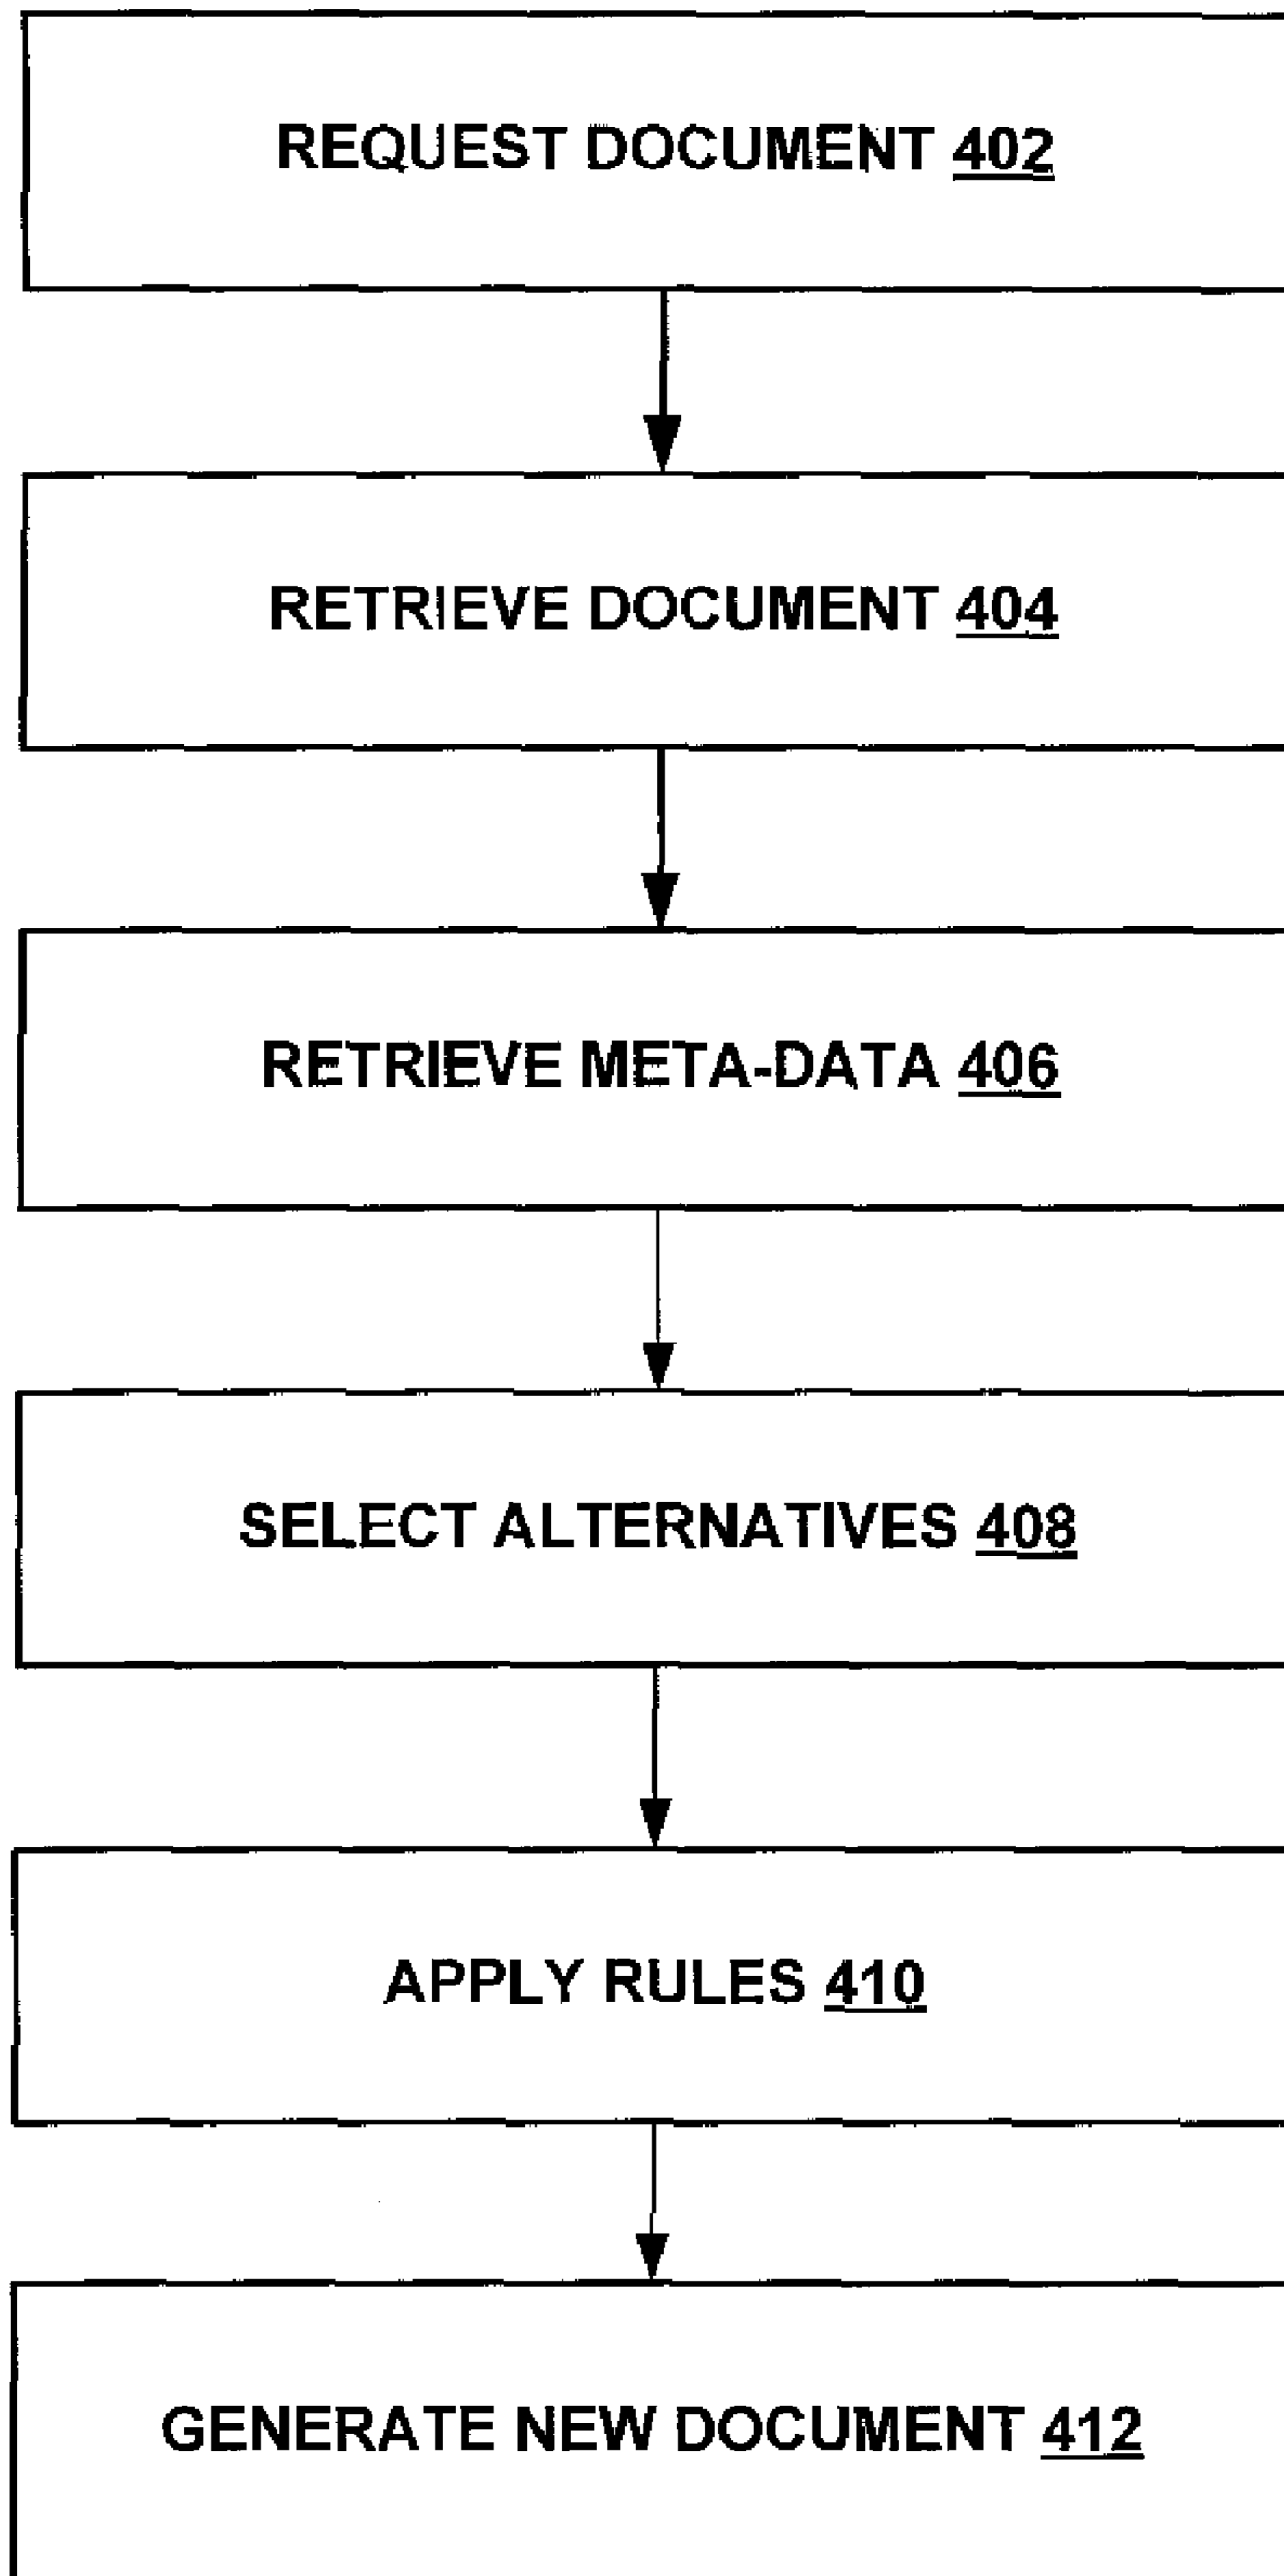 REQUEST DOCUMENT 402
RETRIEVE DOCUMENT 404
RETRIEVE META-DATA 406
SELECT ALTERNATIVES 408
APPLY RULES 410
GENERATE NEW DOCUMENT 412